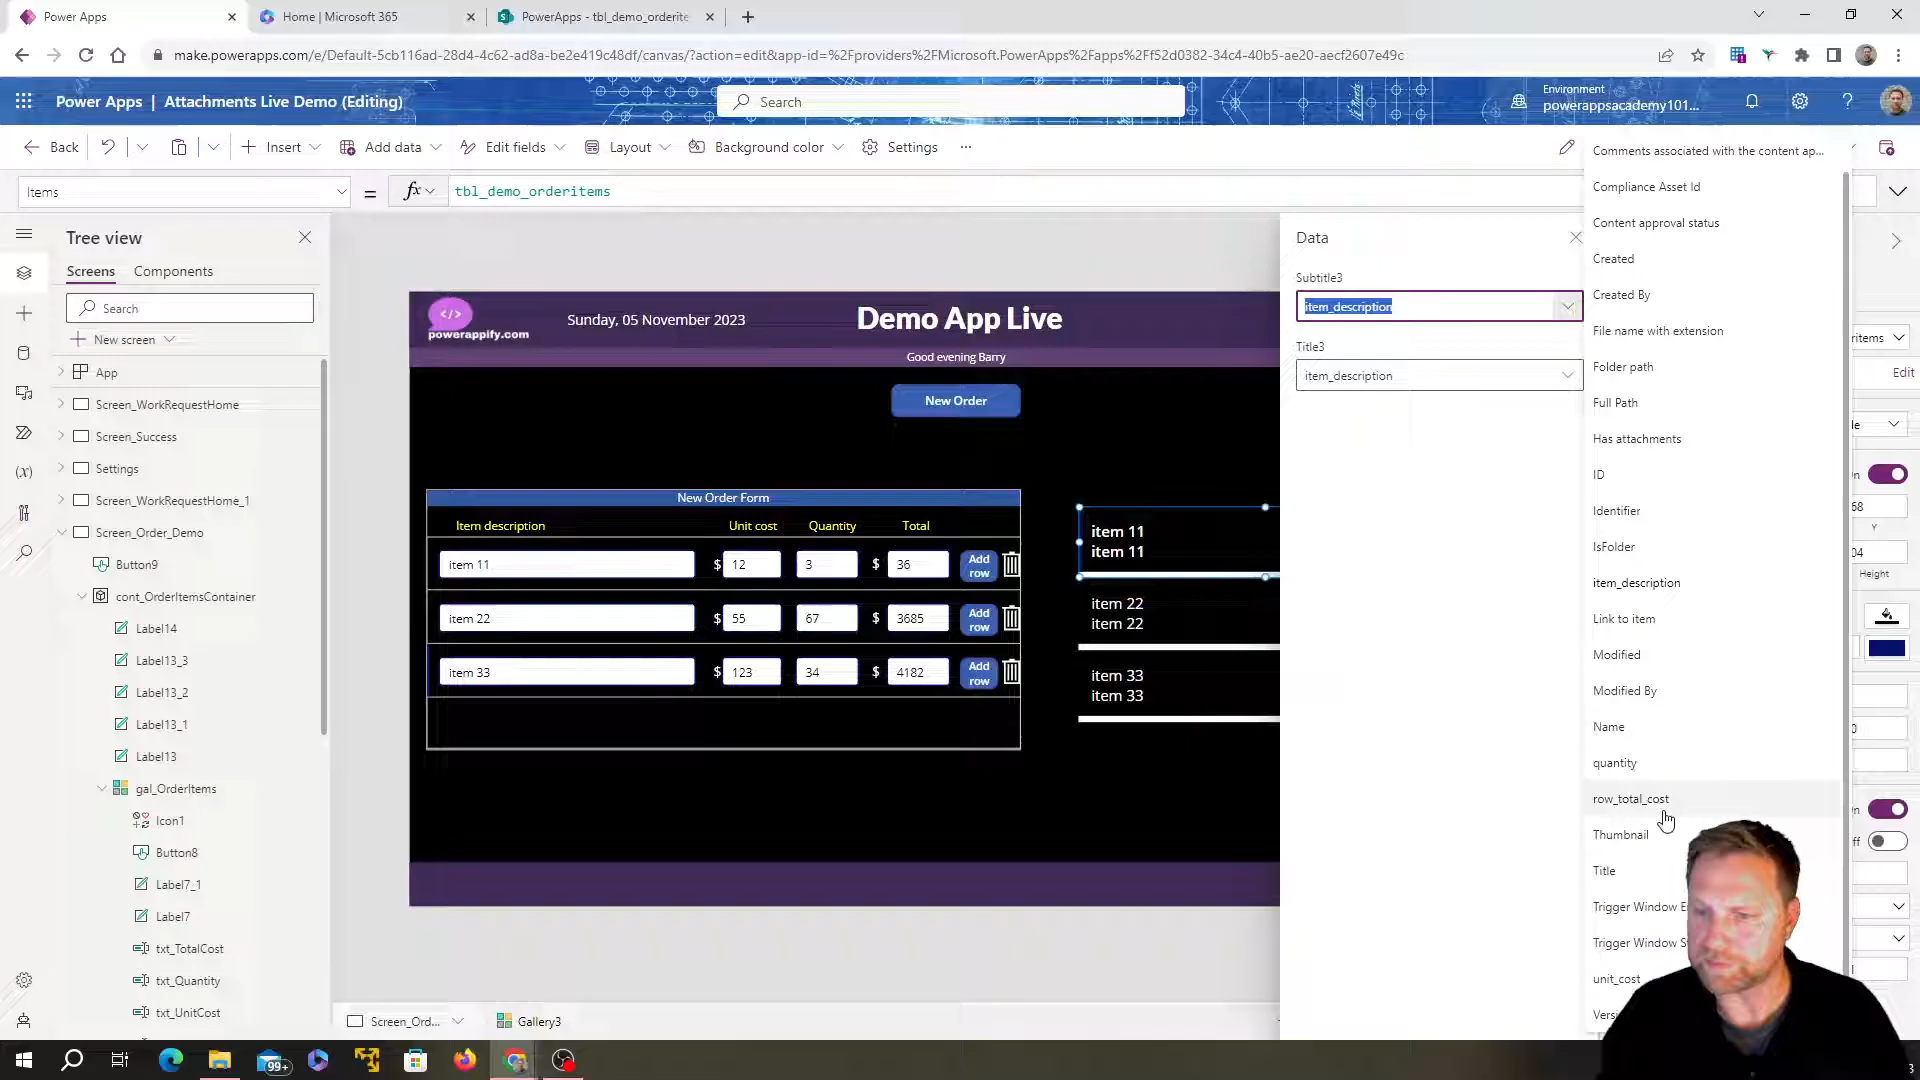 Power Apps
Home | Microsoft 365
PowerApps - tbl_demo_orderite
make.powerapps.com/e/Default-5cb116ad-28d4-4c62-ad8a-be2e419c48df/canvas/?action=edit&app-id=%2Fproviders%2FMicrosoft.PowerApps%2Fapps%2Ff52d0382-34c4-40b5-ae20-aecf2607e49c
Power Apps | Attachments Live Demo (Editing)
Search
Environment
powerappsacademy101...
Back
Insert
Add data
Edit fields
Layout
Background color
Settings
Items
=
fx
tbl_demo_orderitems
Tree view
Screens
Components
Search
New screen
App
Screen_WorkRequestHome
Screen_Success
Settings
Screen_WorkRequestHome_1
Screen_Order_Demo
Button9
cont_OrderItemsContainer
Label14
Label13_3
Label13_2
Label13_1
Label13
gal_OrderItems
Icon1
Button8
Label7_1
Label7
txt_TotalCost
txt_Quantity
txt_UnitCost
</>
powerappify.com
Sunday, 05 November 2023
Demo App Live
Good evening Barry
New Order
New Order Form
Item description Unit cost Quantity Total
item 11 $ 12 3 $ 36 Add row
item 22 $ 55 67 $ 3685 Add row
item 33 $ 123 34 $ 4182 Add row
item 11
item 11
item 22
item 22
item 33
item 33
Screen_Ord...
Gallery3
Data
Subtitle3
item_description
Title3
item_description
Comments associated with the content ap...
Compliance Asset Id
Content approval status
Created
Created By
File name with extension
Folder path
Full Path
Has attachments
ID
Identifier
IsFolder
item_description
Link to item
Modified
Modified By
Name
quantity
row_total_cost
Thumbnail
Title
Trigger Window
Trigger Window
unit_cost
Edit
68
Y
04
Height
99+